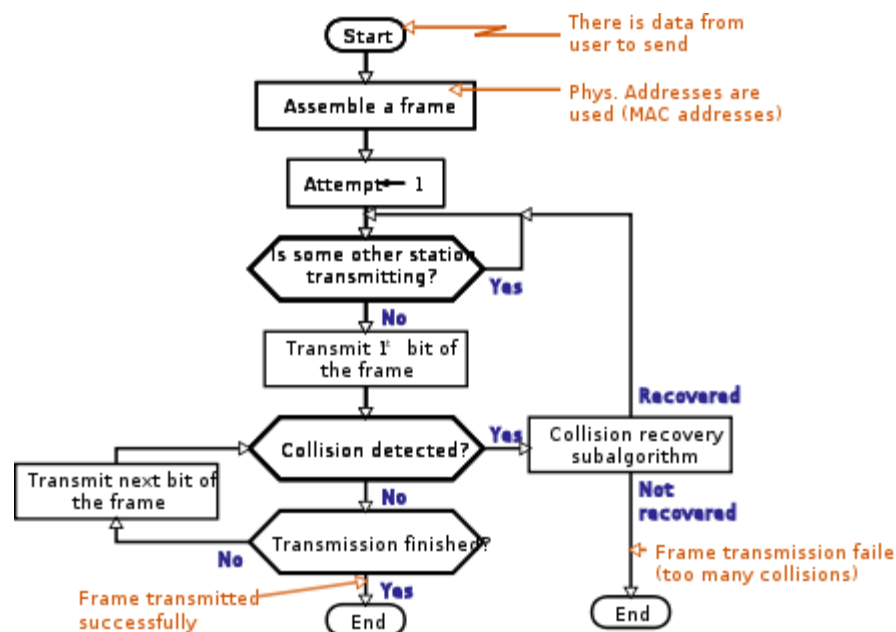 Start
There is data from
user to send
Assemble a frame
Phys. Addresses are
used (MAC addresses)
Attempt 1
Is some other station
transmitting?
Yes
No
Transmit 1st bit of
the frame
Recovered
Collision detected?
Yes
Collision recovery
subalgorithm
Transmit next bit of
the frame
No
Not
recovered
Transmission finished?
No
Yes
Frame transmission faile
(too many collisions)
Frame transmitted
successfully
End
End